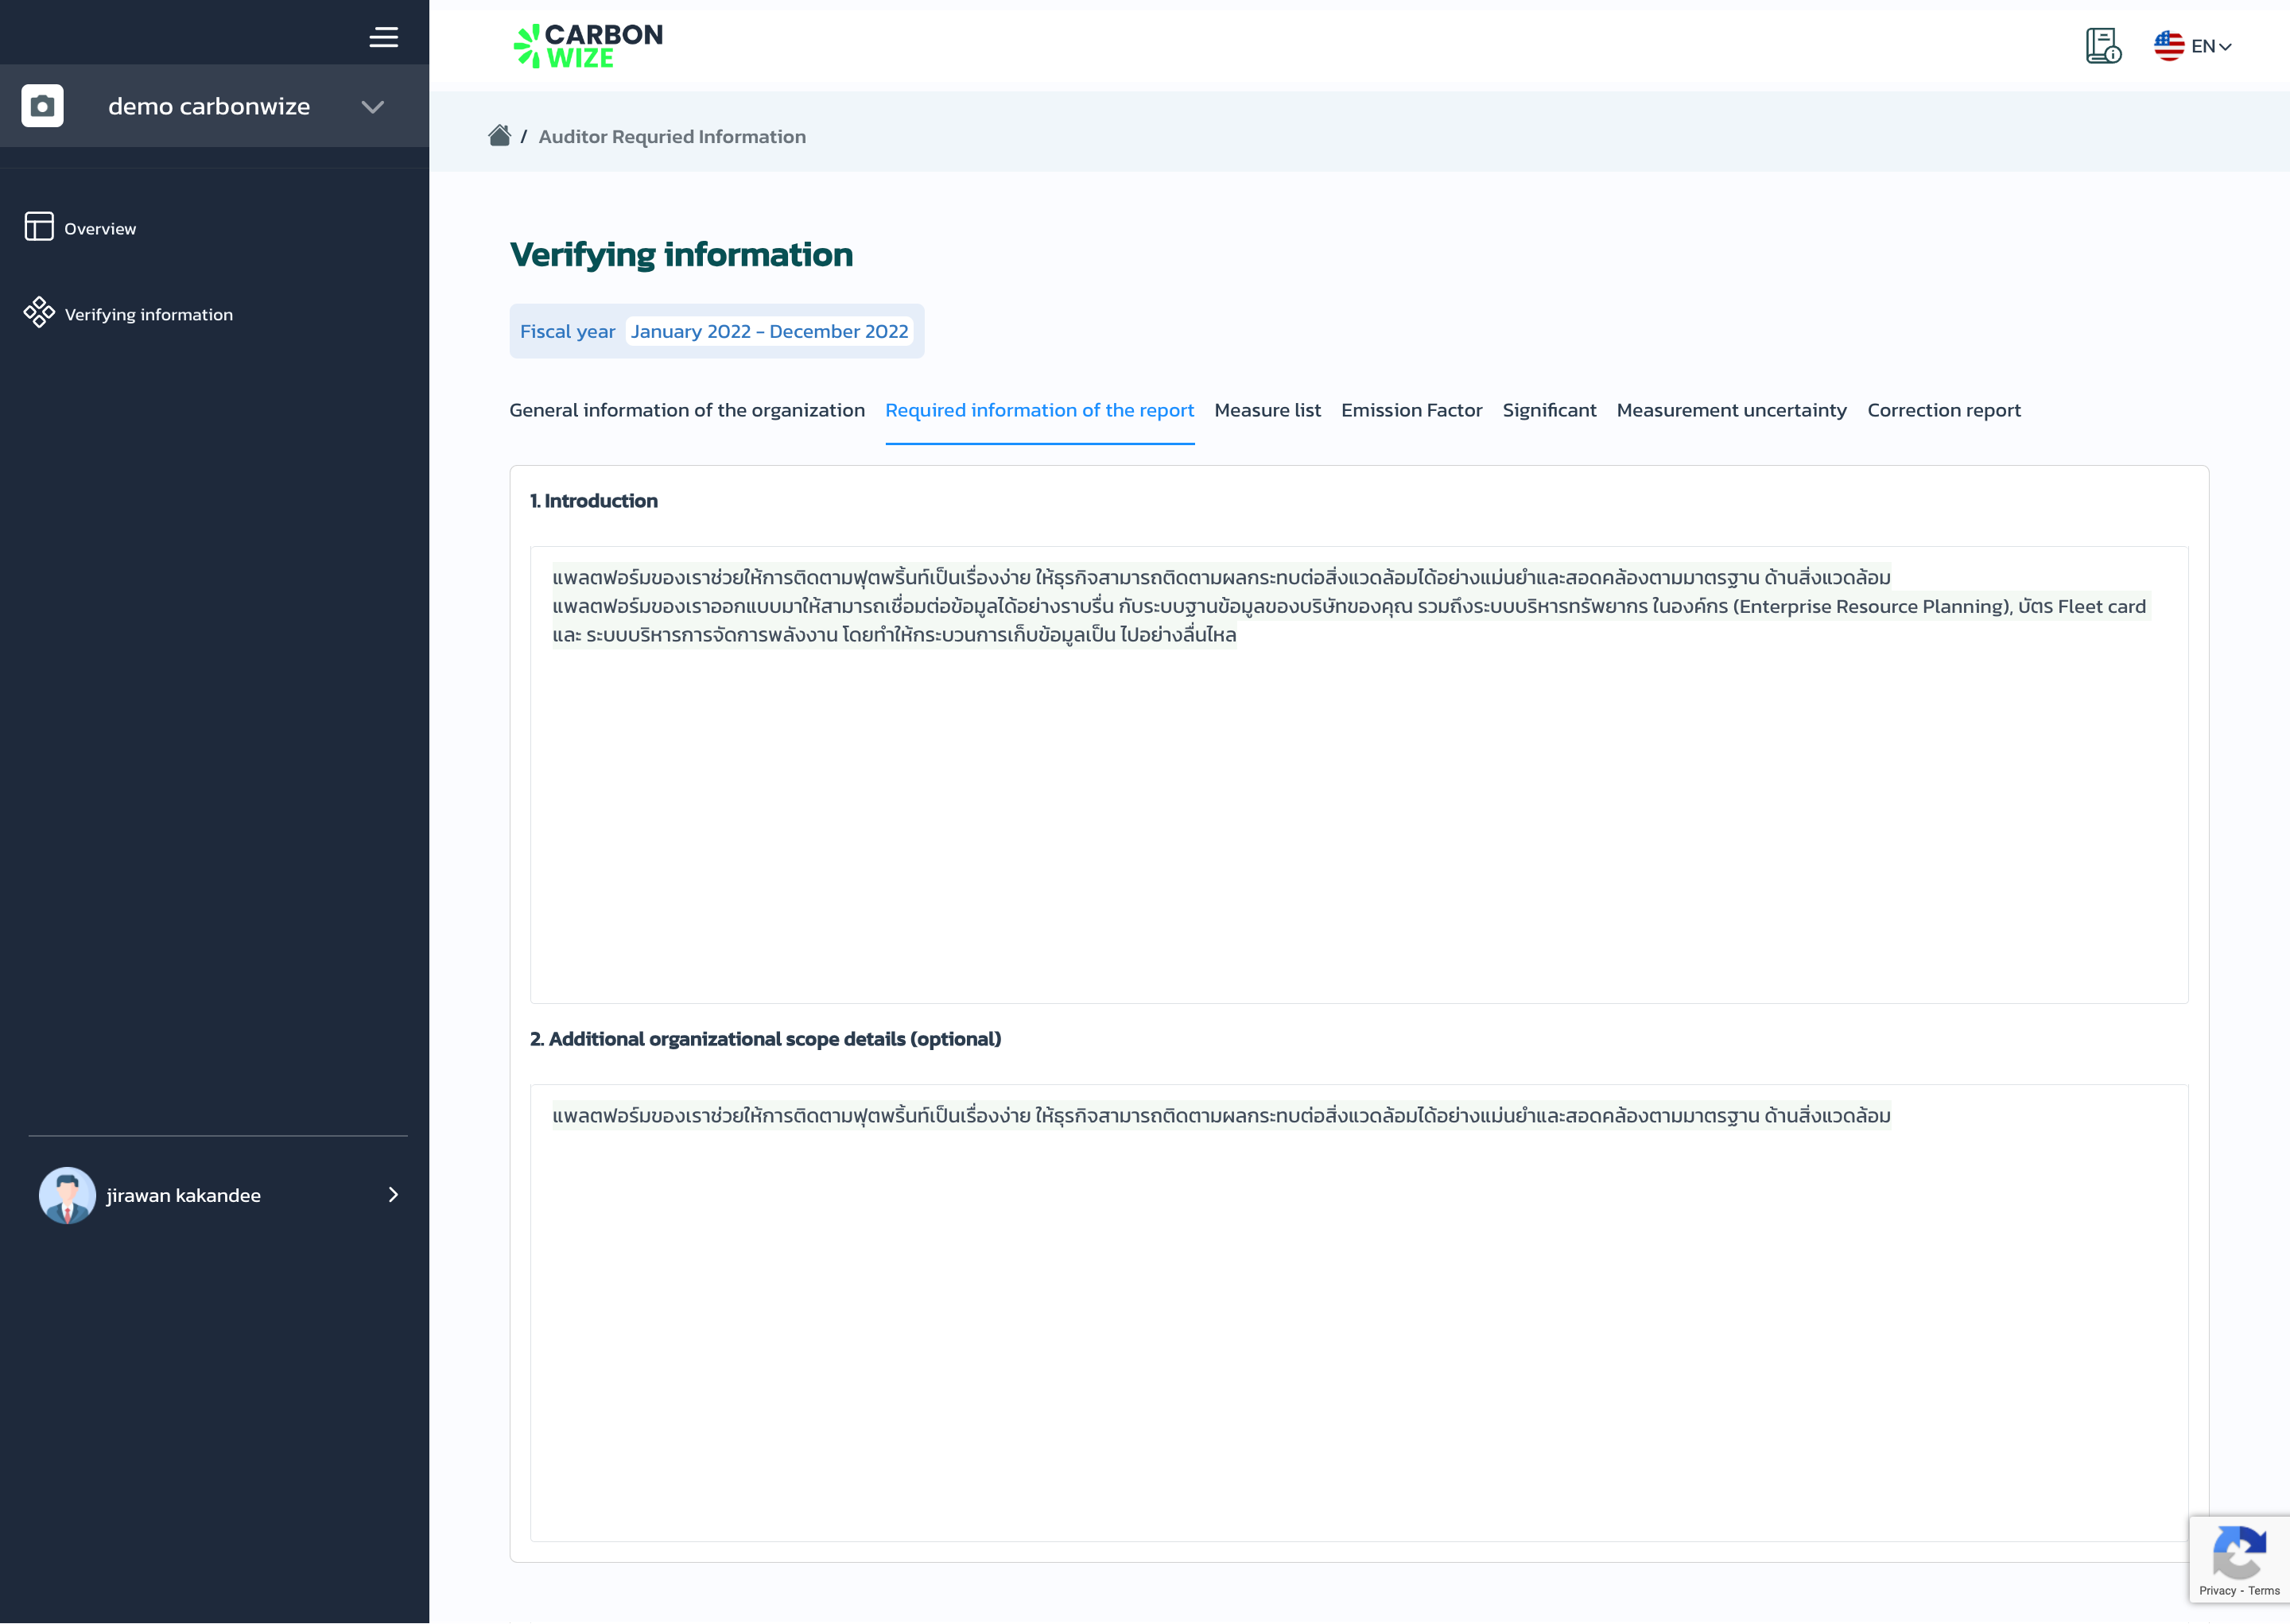 CARBON
WIZE
EN
demo carbonwize
/ Auditor Requried Information
Overview
Verifying information
Verifying information
Fiscal year January 2022 - December 2022
General information of the organization Required information of the report Measure list Emission Factor Significant Measurement uncertainty Correction report
1. Introduction
แพลตฟอร์มของเราช่วยให้การติดตามฟุตพริ้นท์เป็นเรื่องง่าย ให้ธุรกิจสามารถติดตามผลกระทบต่อสิ่งแวดล้อมได้อย่างแม่นยำและสอดคล้องตามมาตรฐาน ด้านสิ่งแวดล้อม
แพลตฟอร์มของเราออกแบบมาให้สามารถเชื่อมต่อข้อมูลได้อย่างราบรื่น กับระบบฐานข้อมูลของบริษัทของคุณ รวมถึงระบบบริหารทรัพยากร ในองค์กร (Enterprise Resource Planning), บัตร Fleet card
และ ระบบบริหารการจัดการพลังงาน โดยทำให้กระบวนการเก็บข้อมูลเป็น ไปอย่างลื่นไหล
2. Additional organizational scope details (optional)
แพลตฟอร์มของเราช่วยให้การติดตามฟุตพริ้นท์เป็นเรื่องง่าย ให้ธุรกิจสามารถติดตามผลกระทบต่อสิ่งแวดล้อมได้อย่างแม่นยำและสอดคล้องตามมาตรฐาน ด้านสิ่งแวดล้อม
jirawan kakandee
Privacy - Terms